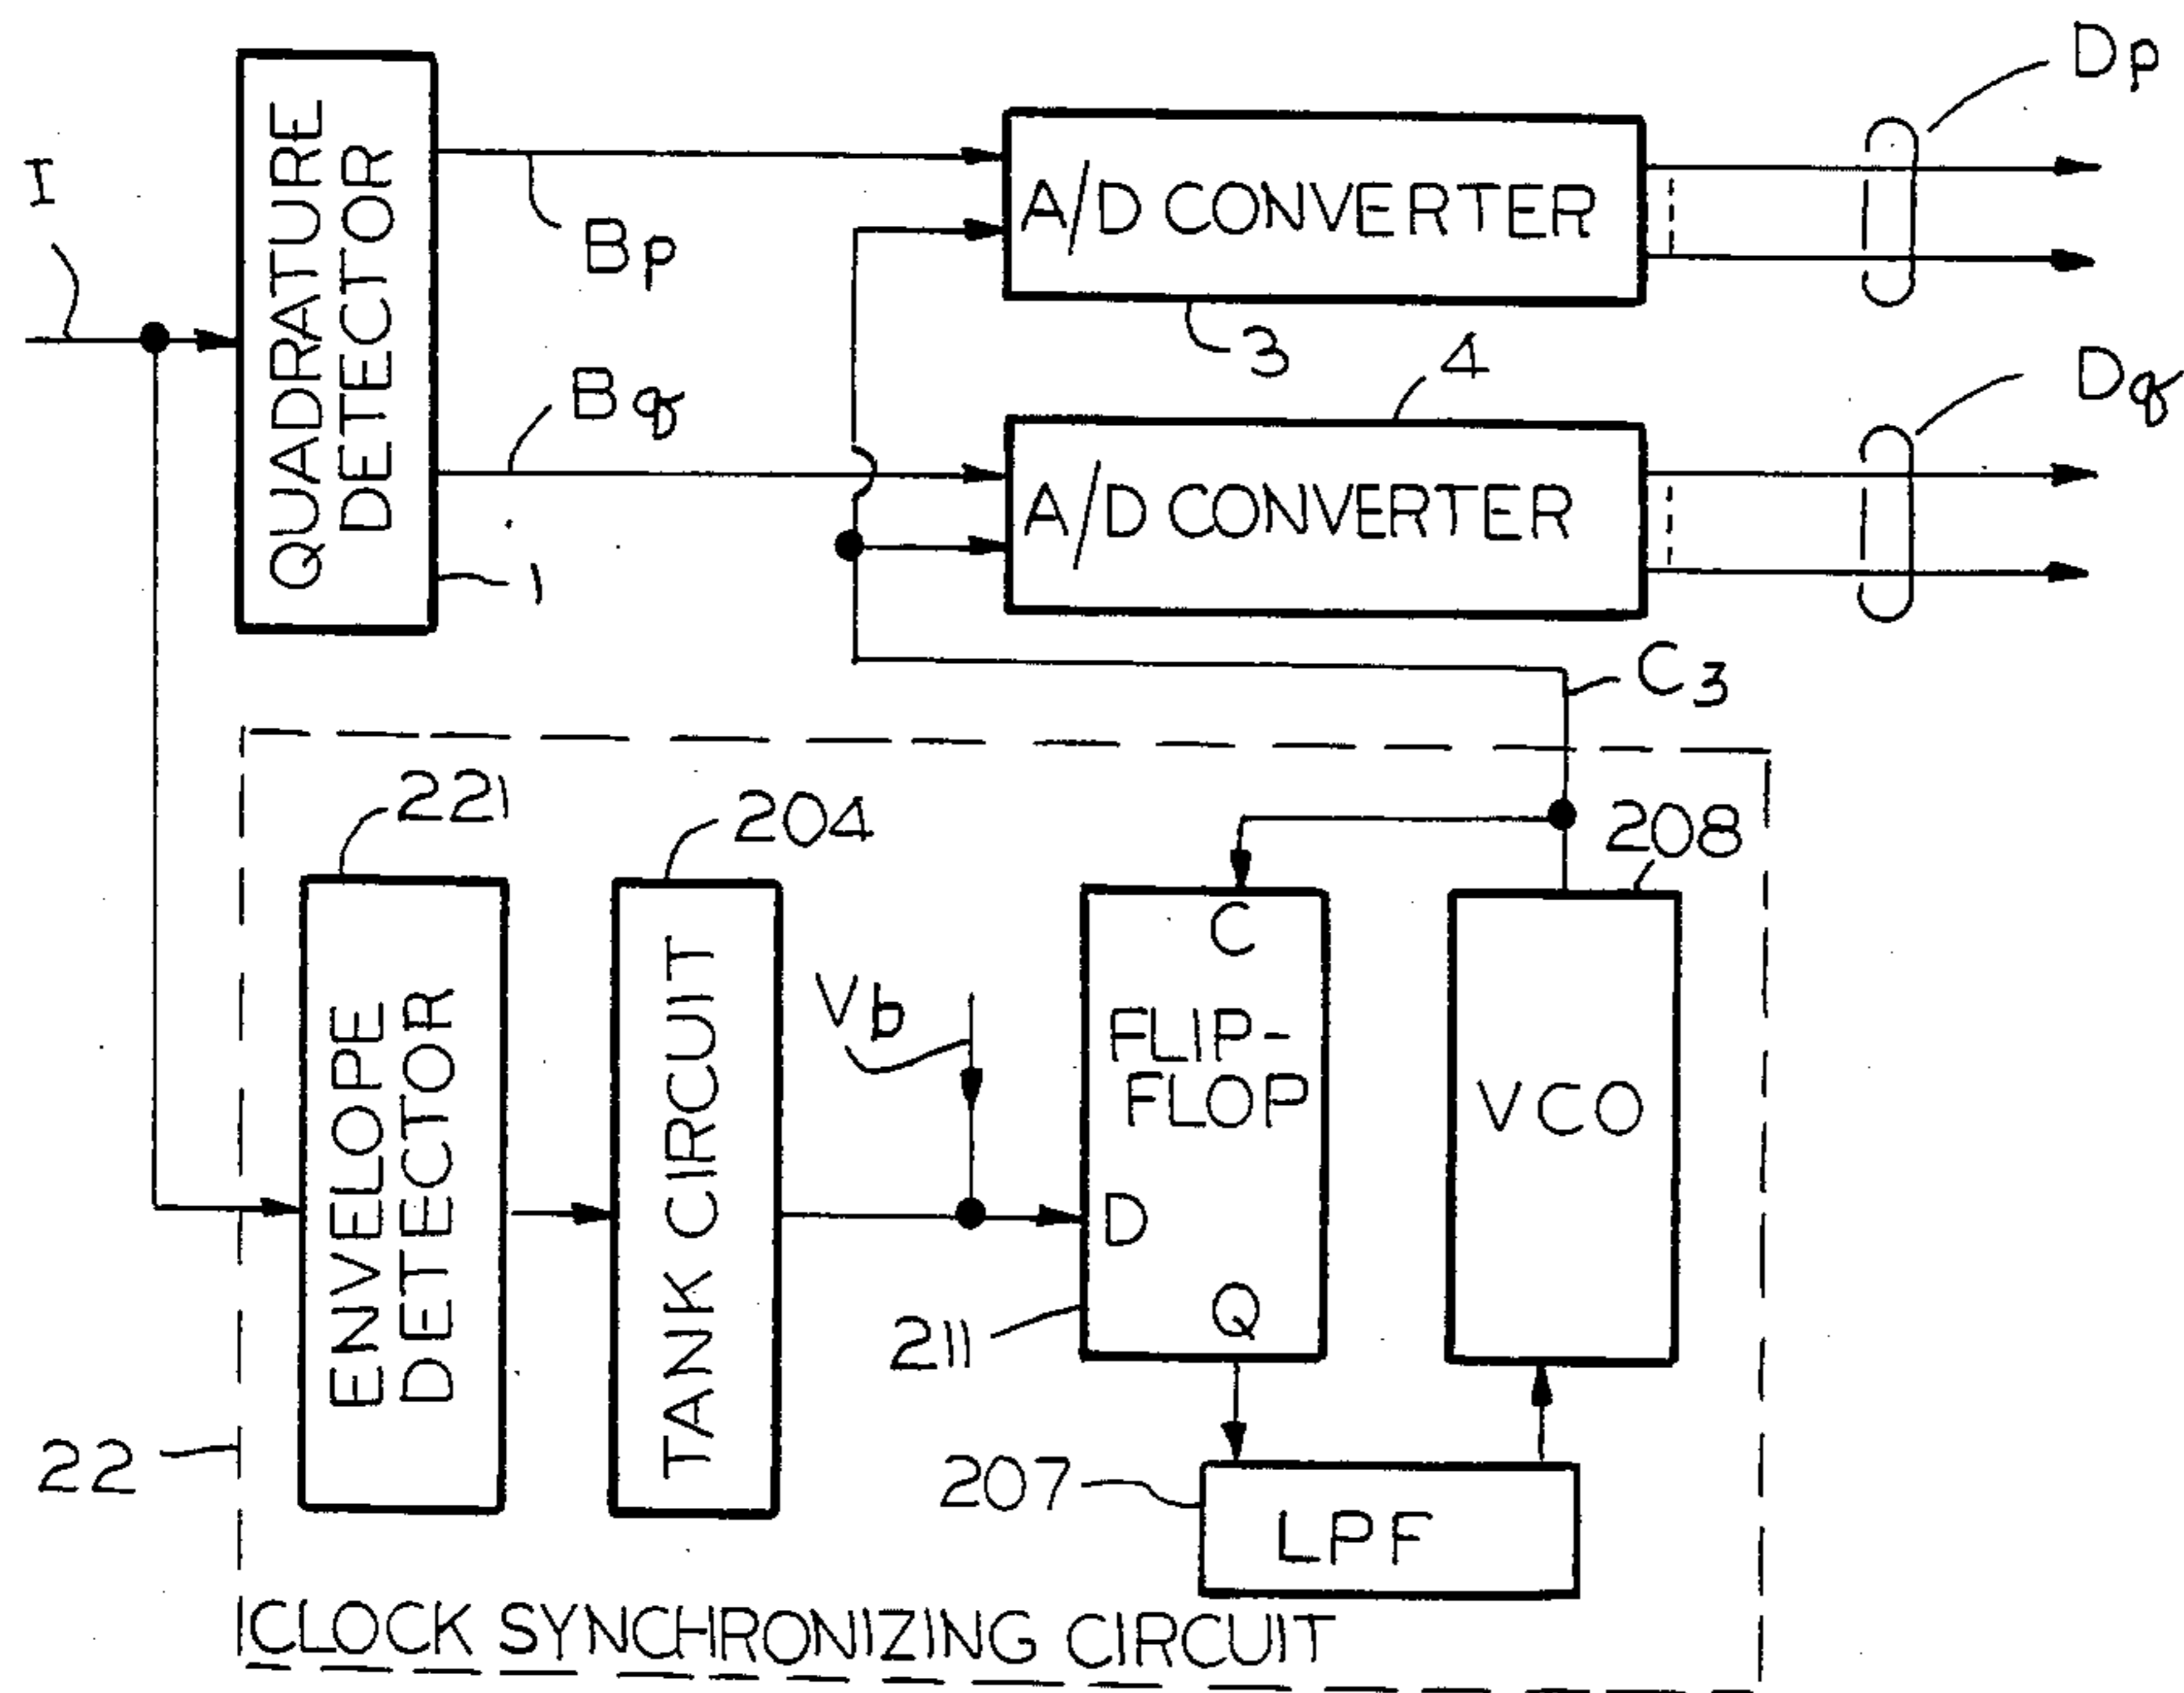 I
QUADRATURE
DETECTOR
1
Bp
Bq
A/D CONVERTER
3
Dp
A/D CONVERTER
4
Dq
C3
221
ENVELOPE
DETECTOR
204
TANK CIRCUIT
Vb
C
FLIP-
FLOP
D
Q
211
208
VCO
207
LPF
22
CLOCK SYNCHRONIZING CIRCUIT